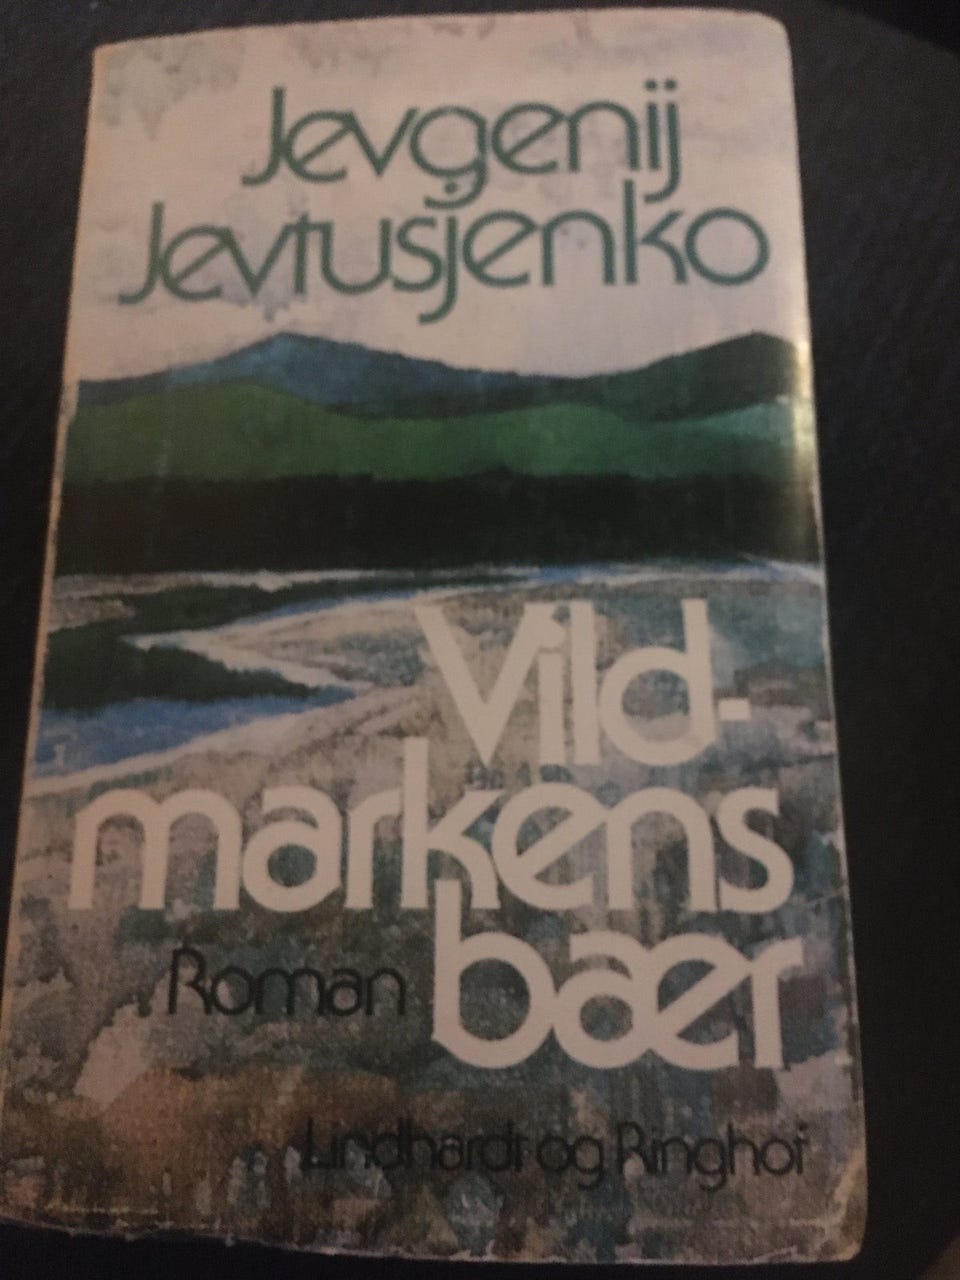 Jevgenij
Jevtusjenko
Vild-
markens
bær
Roman
Lindhardt og Ringhof